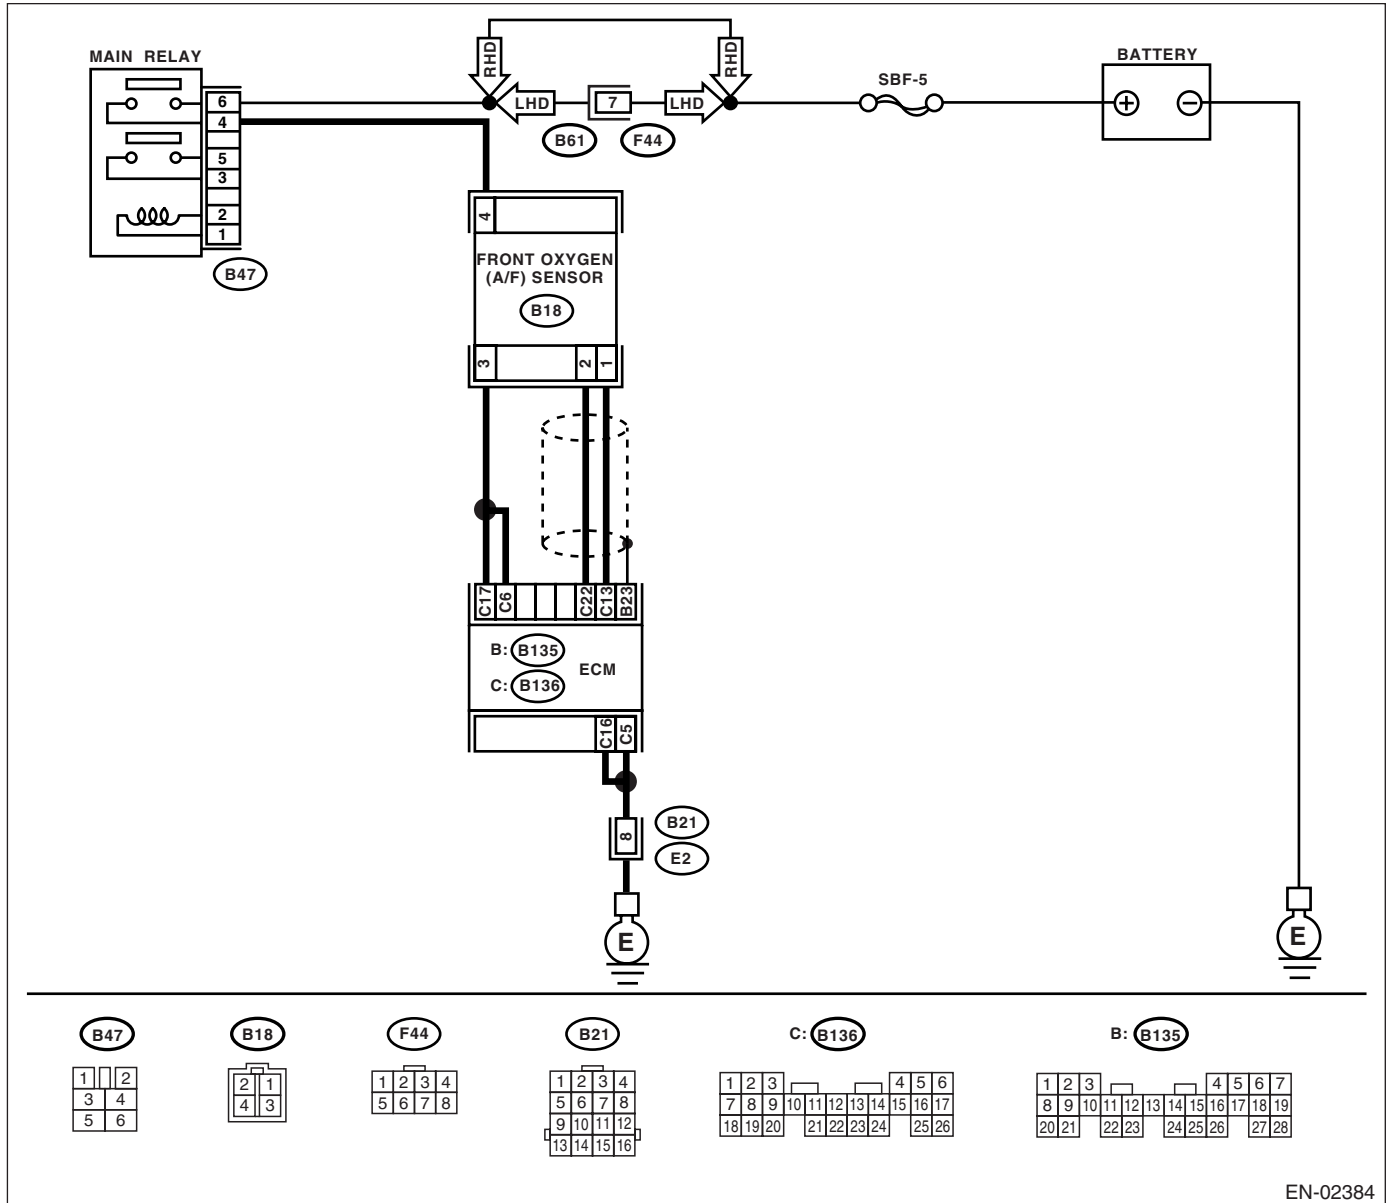 MAIN RELAY
RHD
RHD
BATTERY
SBF-5
6
LHD
7
LHD
+
−
4
B61
F44
5
3
2
1
B47
4
FRONT OXYGEN
(A/F) SENSOR
B18
3
2
1
C17
C6
C22
C13
B23
B: B135
ECM
C: B136
C16
C5
8
B21
E2
E
E
B47
B18
F44
B21
C: B136
B: B135
1 2
3 4
5 6
2 1
4 3
1 2 3 4
5 6 7 8
1 2 3 4
5 6 7 8
9 10 11 12
13 14 15 16
1 2 3 4 5 6
7 8 9 10 11 12 13 14 15 16 17
18 19 20 21 22 23 24 25 26
1 2 3 4 5 6 7
8 9 10 11 12 13 14 15 16 17 18 19
20 21 22 23 24 25 26 27 28
EN-02384